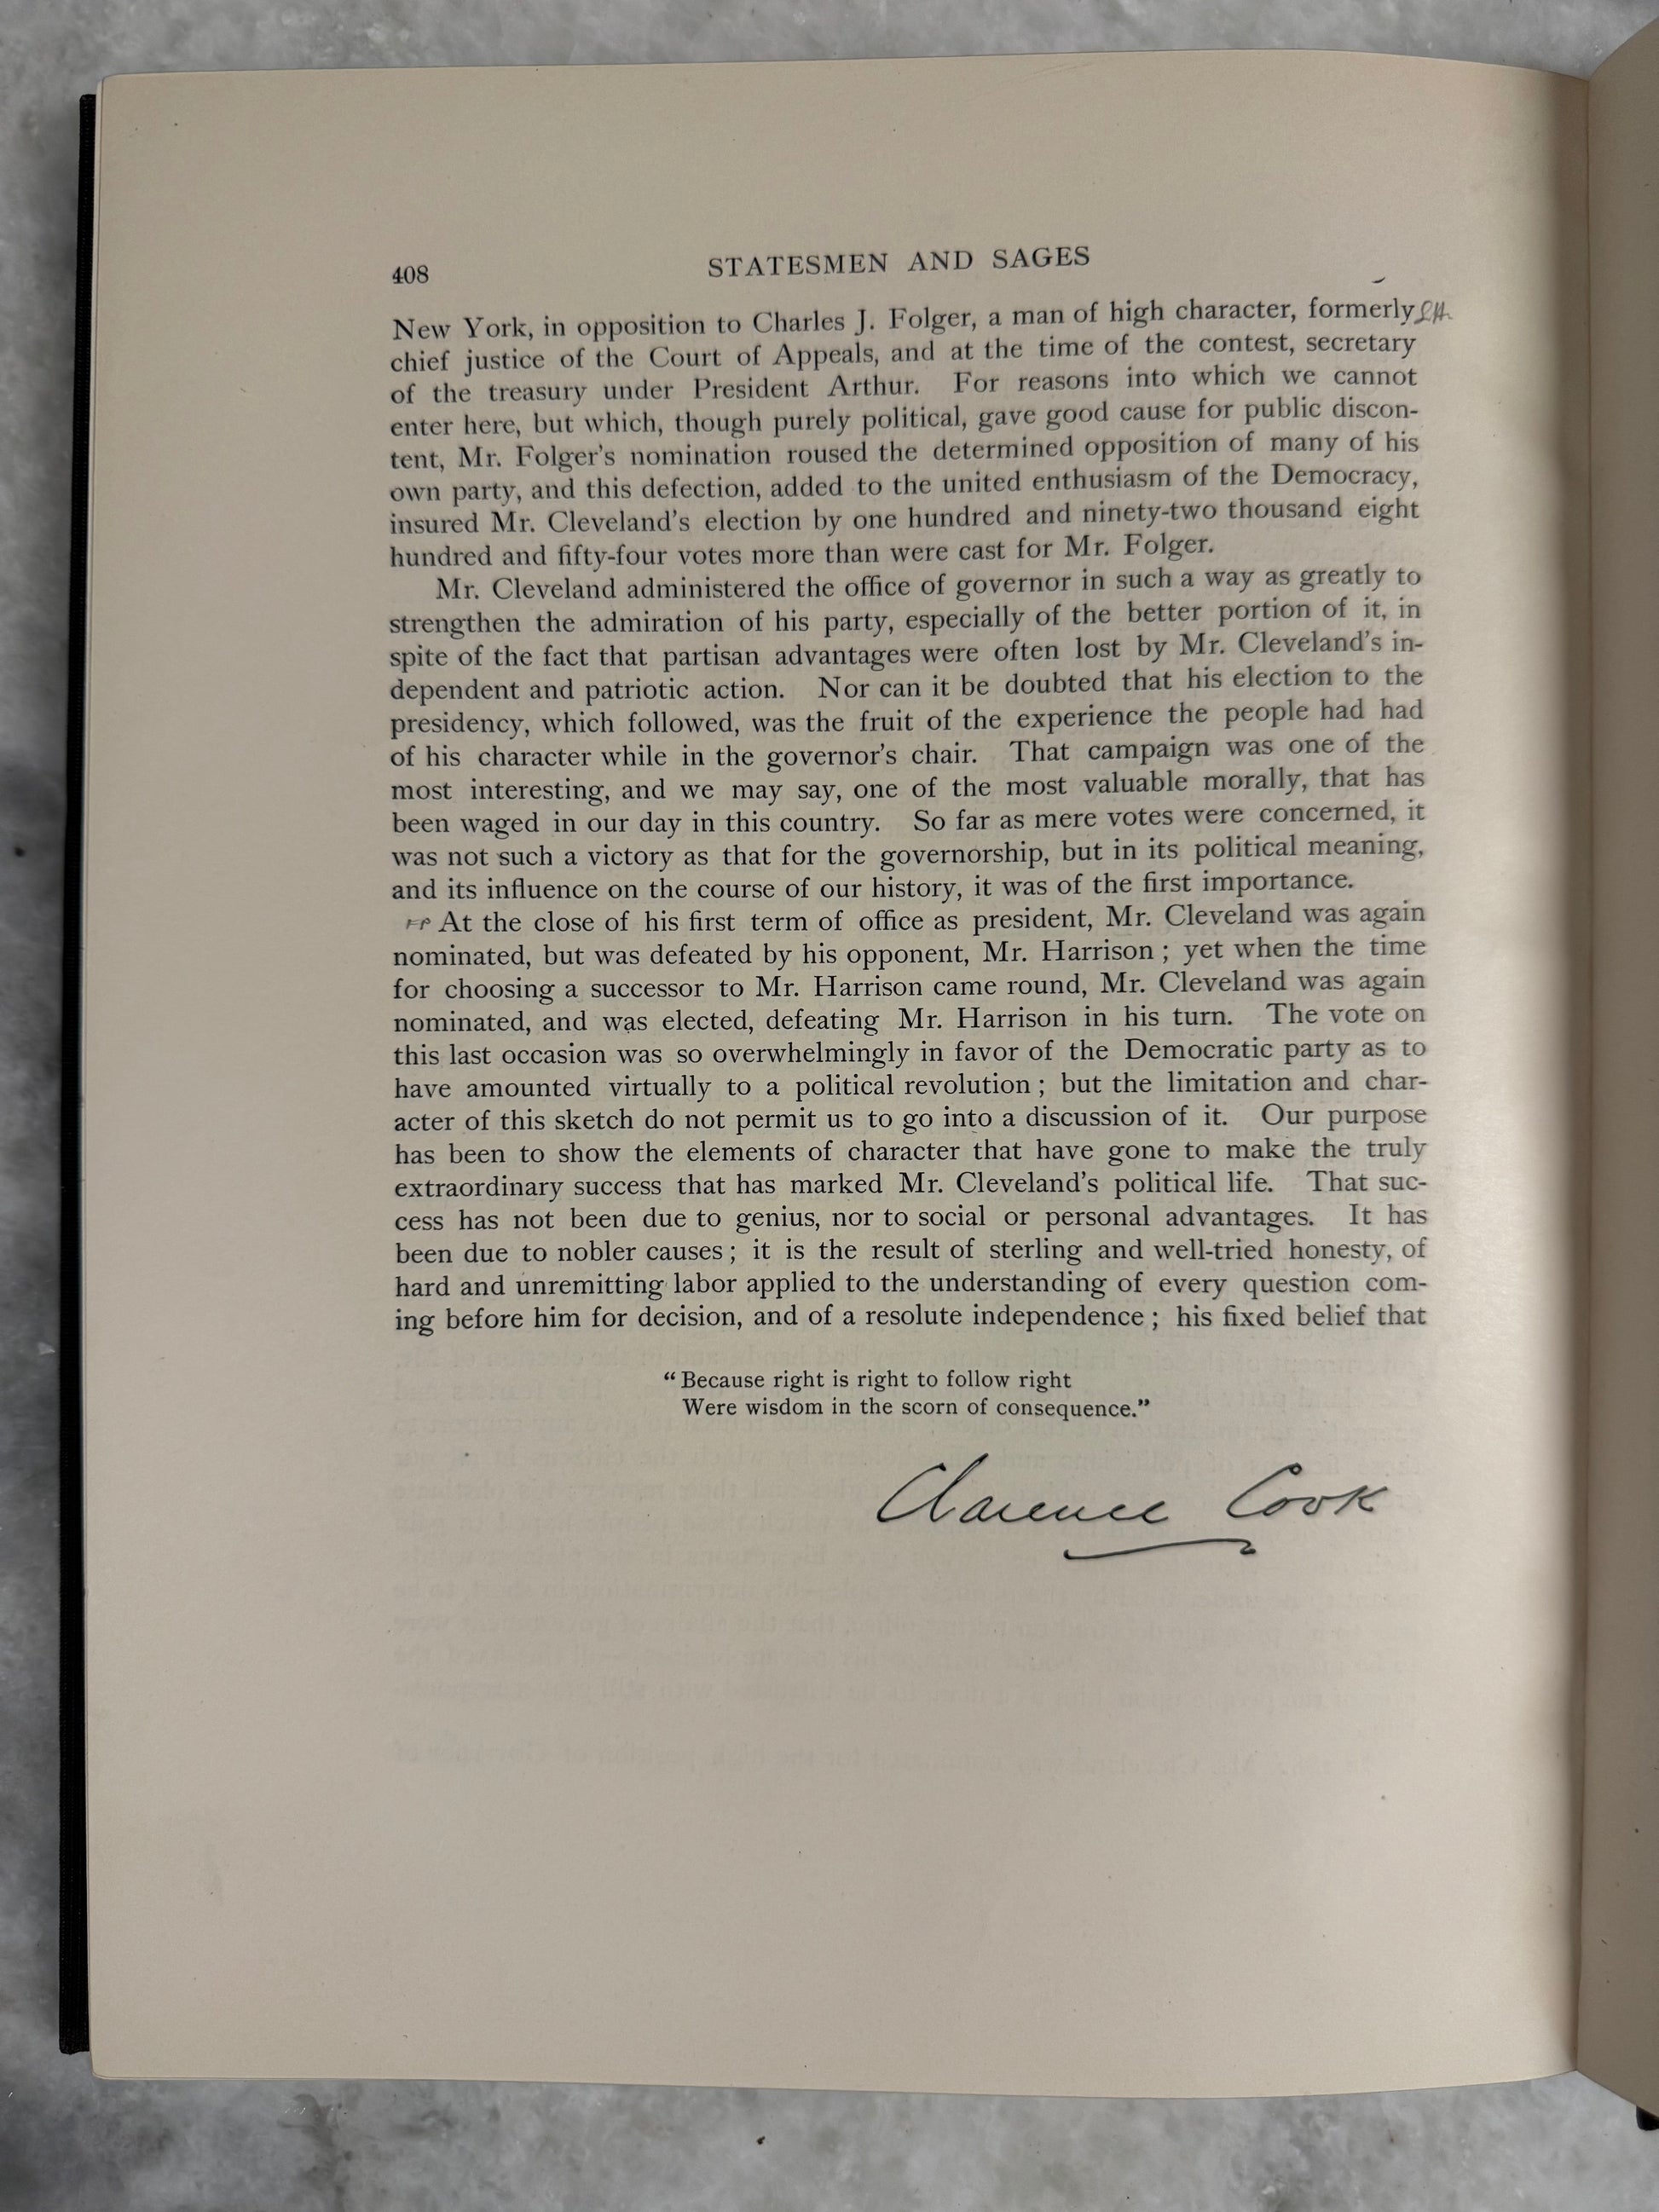 408 STATESMEN AND SAGES
New York, in opposition to Charles J. Folger, a man of high character, formerly
chief justice of the Court of Appeals, and at the time of the contest, secretary
of the treasury under President Arthur. For reasons into which we cannot
enter here, but which, though purely political, gave good cause for public discon-
tent, Mr. Folger's nomination roused the determined opposition of many of his
own party, and this defection, added to the united enthusiasm of the Democracy,
insured Mr. Cleveland's election by one hundred and ninety-two thousand eight
hundred and fifty-four votes more than were cast for Mr. Folger.
Mr. Cleveland administered the office of governor in such a way as greatly to
strengthen the admiration of his party, especially of the better portion of it, in
spite of the fact that partisan advantages were often lost by Mr. Cleveland's in-
dependent and patriotic action. Nor can it be doubted that his election to the
presidency, which followed, was the fruit of the experience the people had had
of his character while in the governor's chair. That campaign was one of the
most interesting, and we may say, one of the most valuable morally, that has
been waged in our day in this country. So far as mere votes were concerned, it
was not such a victory as that for the governorship, but in its political meaning,
and its influence on the course of our history, it was of the first importance.
At the close of his first term of office as president, Mr. Cleveland was again
nominated, but was defeated by his opponent, Mr. Harrison ; yet when the time
for choosing a successor to Mr. Harrison came round, Mr. Cleveland was again
nominated, and was elected, defeating Mr. Harrison in his turn. The vote on
this last occasion was so overwhelmingly in favor of the Democratic party as to
have amounted virtually to a political revolution ; but the limitation and char-
acter of this sketch do not permit us to go into a discussion of it. Our purpose
has been to show the elements of character that have gone to make the truly
extraordinary success that has marked Mr. Cleveland's political life. That suc-
cess has not been due to genius, nor to social or personal advantages. It has
been due to nobler causes ; it is the result of sterling and well-tried honesty, of
hard and unremitting labor applied to the understanding of every question com-
ing before him for decision, and of a resolute independence ; his fixed belief that
“ Because right is right to follow right
Were wisdom in the scorn of consequence.”
Clarence Cook